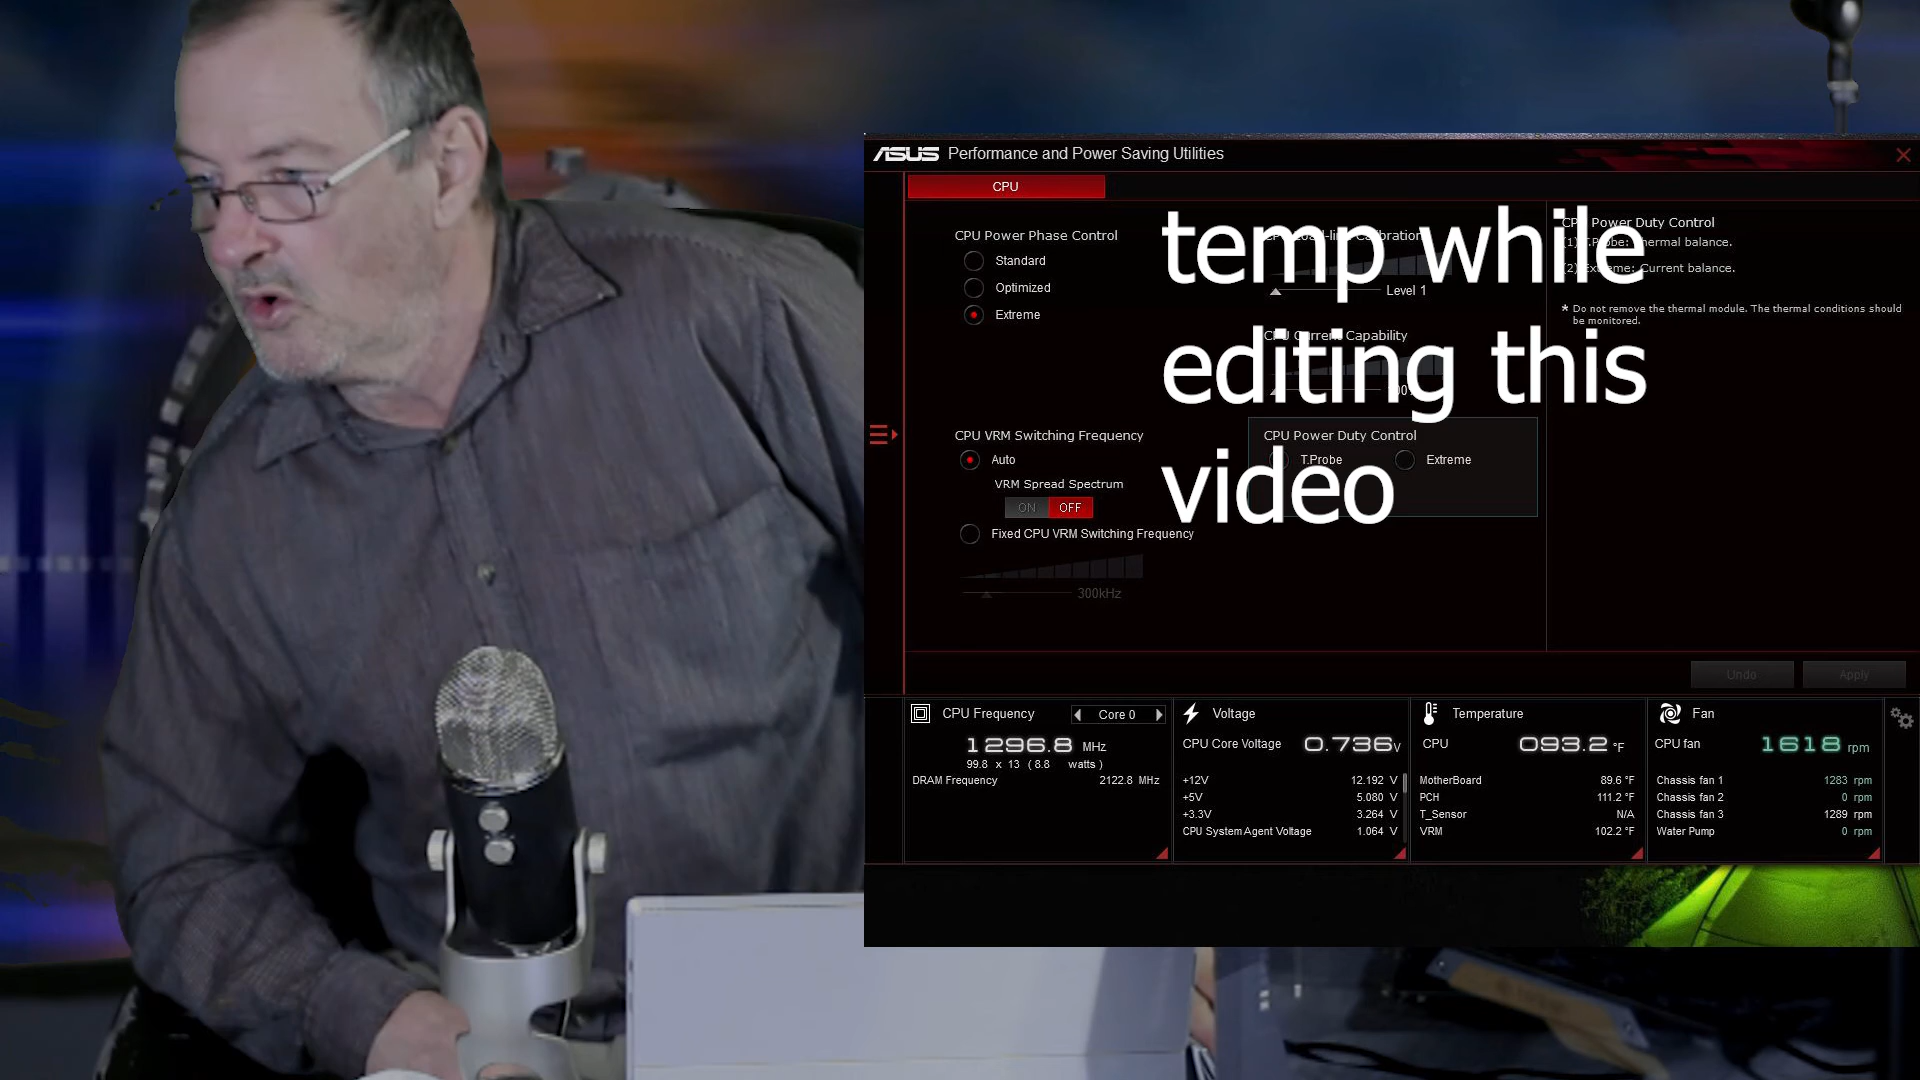 ASUS Performance and Power Saving Utilities
CPU
temp while
editing this
video
CPU Power Phase Control
Standard
Optimized
Extreme
Level 1
CPU Current Capability
CPU VRM Switching Frequency
Auto
VRM Spread Spectrum
ON OFF
Fixed CPU VRM Switching Frequency
300kHz
CPU Power Duty Control
T.Probe Extreme
CPU Power Duty Control
(1) T.Probe: Thermal balance.
(2) Extreme: Current balance.
* Do not remove the thermal module. The thermal conditions should
be monitored.
Undo Apply
CPU Frequency Core 0
1296.8 MHz
99.8 x 13 ( 8.8 watts )
DRAM Frequency 2122.8 MHz
Voltage
CPU Core Voltage 0.736 V
+12V 12.192 V
+5V 5.080 V
+3.3V 3.264 V
CPU System Agent Voltage 1.064 V
Temperature
CPU 093.2 °F
MotherBoard 89.6 °F
PCH 111.2 °F
T_Sensor N/A
VRM 102.2 °F
Fan
CPU fan 1618 rpm
Chassis fan 1 1283 rpm
Chassis fan 2 0 rpm
Chassis fan 3 1289 rpm
Water Pump 0 rpm